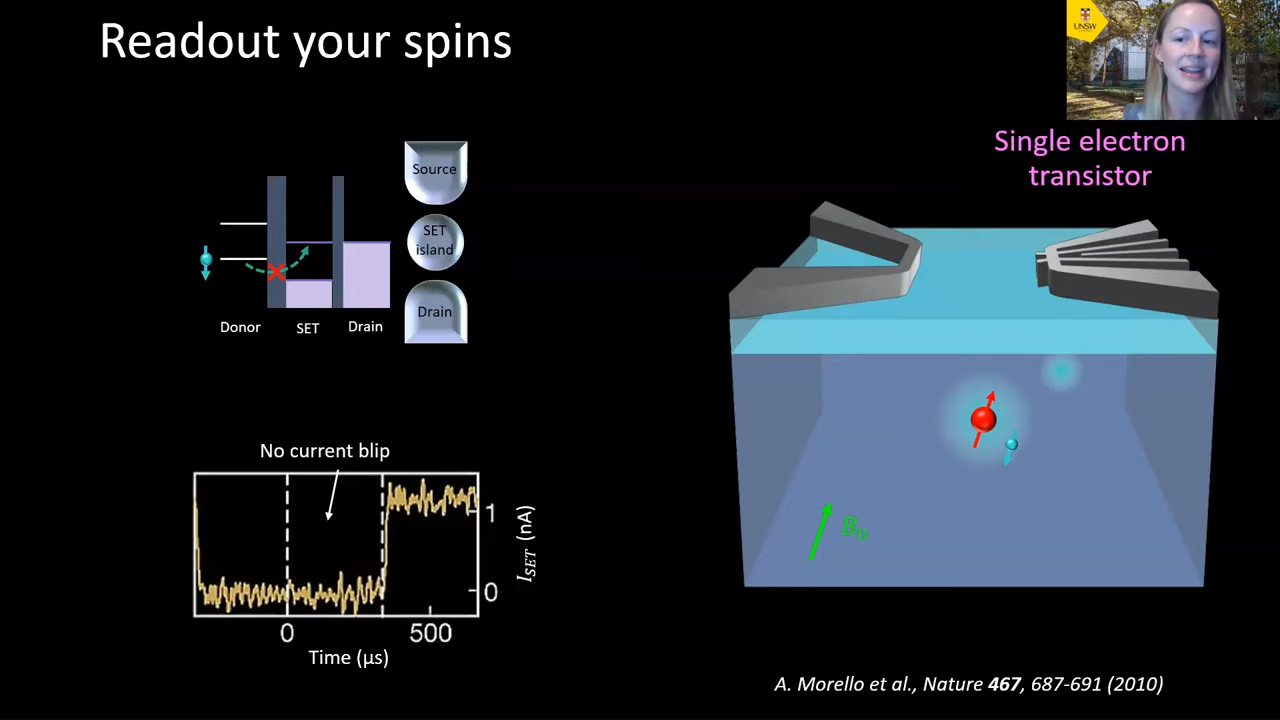 Readout your spins
UNSW
Single electron
transistor
Source
SET
island
Drain
Donor
SET
Drain
No current blip
1
0
I_SET (nA)
0
500
Time (μs)
B₀
A. Morello et al., Nature 467, 687-691 (2010)